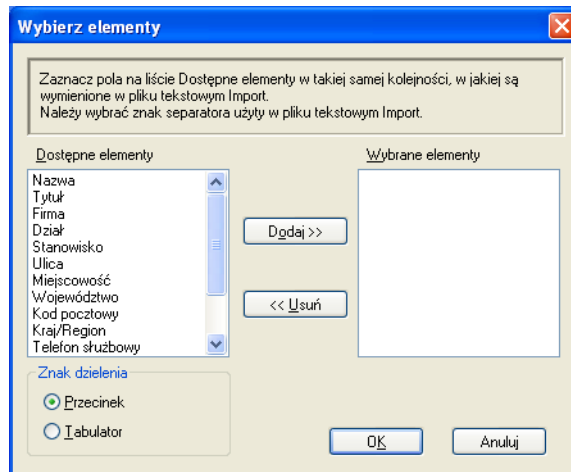 Wybierz elementy
Zaznacz pola na liście Dostępne elementy w takiej samej kolejności, w jakiej są
wymienione w pliku tekstowym Import.
Należy wybrać znak separatora użyty w pliku tekstowym Import.
Dostępne elementy
Wybrane elementy
Nazwa
Tytuł
Firma
Dział
Stanowisko
Ulica
Miejscowość
Województwo
Kod pocztowy
Kraj/Region
Telefon służbowy
Dodaj >>
<< Usuń
Znak dzielenia
Przecinek
Tabulator
OK
Anuluj